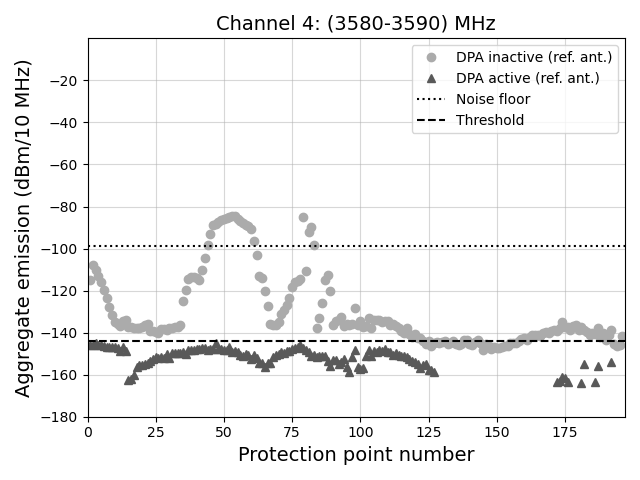 Channel 4: (3580-3590) MHz
DPA inactive (ref. ant.)
DPA active (ref. ant.)
Noise floor
Threshold
Aggregate emission (dBm/10 MHz)
−20
−40
−60
−80
−100
−120
−140
−160
−180
0 25 50 75 100 125 150 175
Protection point number